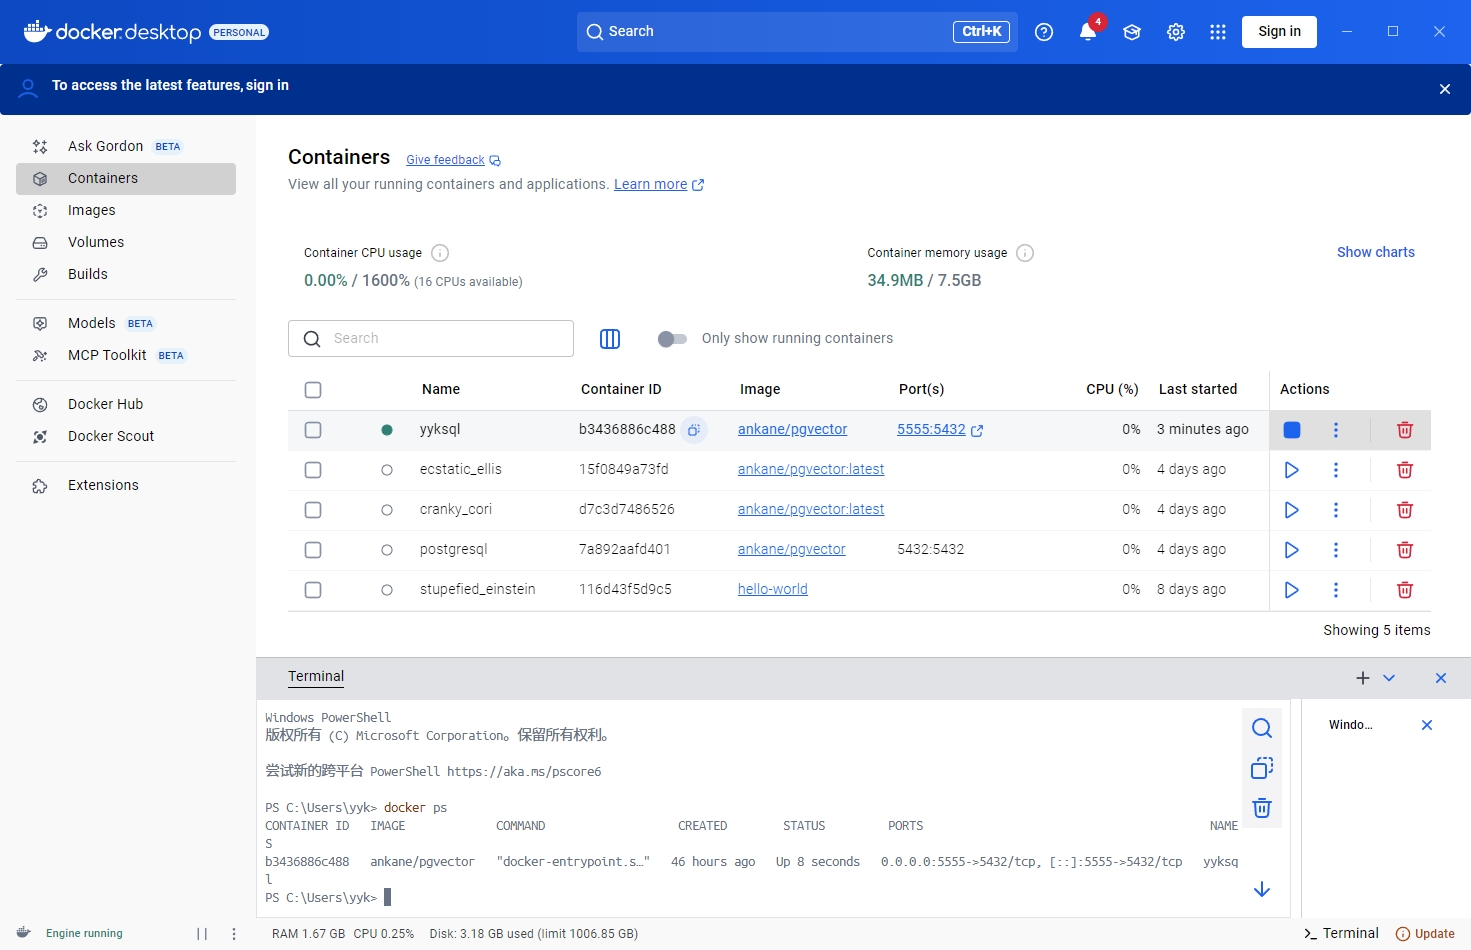 docker.desktop PERSONAL
Search Ctrl+K
4
Sign in
To access the latest features, sign in
Ask Gordon BETA
Containers
Images
Volumes
Builds
Models BETA
MCP Toolkit BETA
Docker Hub
Docker Scout
Extensions
Containers Give feedback
View all your running containers and applications. Learn more
Container CPU usage
0.00% / 1600% (16 CPUs available)
Container memory usage
34.9MB / 7.5GB
Show charts
Search
Only show running containers
Name Container ID Image Port(s) CPU (%) Last started Actions
yyksql b3436886c488 ankane/pgvector 5555:5432 0% 3 minutes ago
ecstatic_ellis 15f0849a73fd ankane/pgvector:latest 0% 4 days ago
cranky_cori d7c3d7486526 ankane/pgvector:latest 0% 4 days ago
postgresql 7a892aafd401 ankane/pgvector 5432:5432 0% 4 days ago
stupefied_einstein 116d43f5d9c5 hello-world 0% 8 days ago
Showing 5 items
Terminal
Windows PowerShell
版权所有 (C) Microsoft Corporation。保留所有权利。
尝试新的跨平台 PowerShell https://aka.ms/pscore6
PS C:\Users\yyk> docker ps
CONTAINER ID IMAGE COMMAND CREATED STATUS PORTS NAME
S
b3436886c488 ankane/pgvector "docker-entrypoint.s…" 46 hours ago Up 8 seconds 0.0.0.0:5555->5432/tcp, [::]:5555->5432/tcp yyksq
l
PS C:\Users\yyk>
Windo...
Engine running
RAM 1.67 GB CPU 0.25% Disk: 3.18 GB used (limit 1006.85 GB)
Terminal
Update